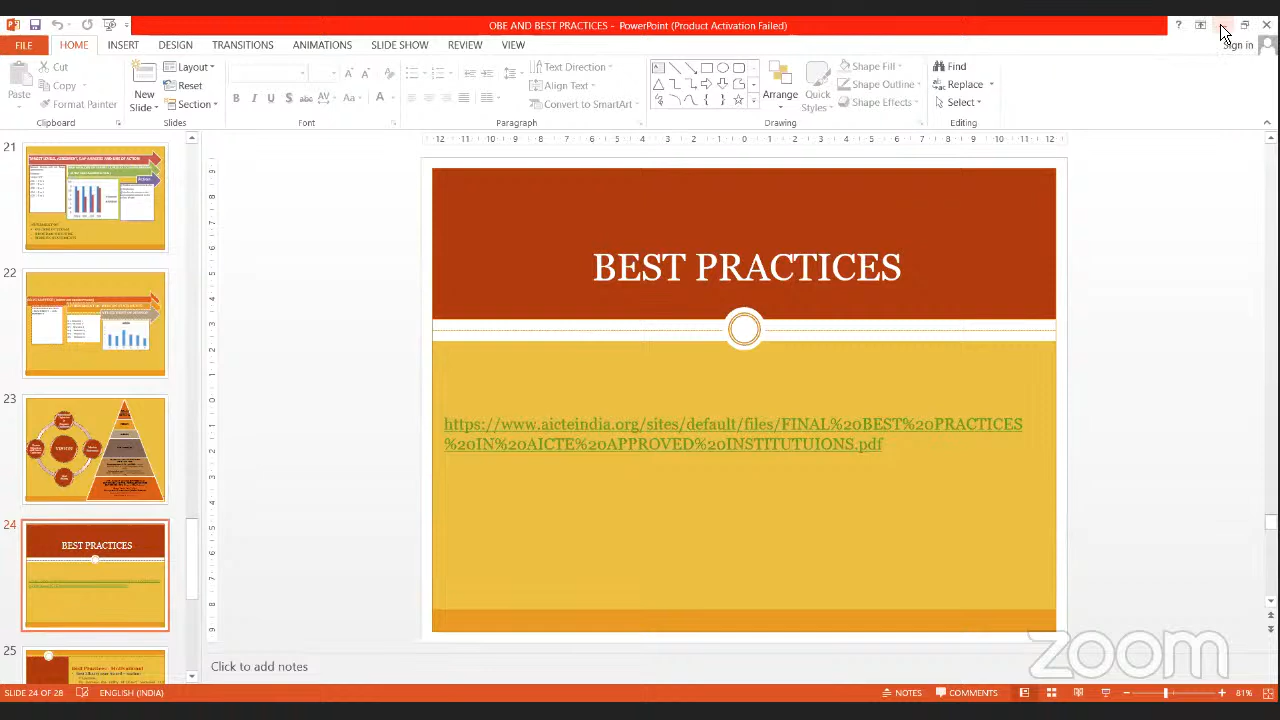 OBE AND BEST PRACTICES - PowerPoint (Product Activation Failed)
FILE HOME INSERT DESIGN TRANSITIONS ANIMATIONS SLIDE SHOW REVIEW VIEW Sign in
Paste Cut Copy Format Painter
Clipboard
New Slide Layout Reset Section
Slides
Font
Text Direction Align Text Convert to SmartArt
Paragraph
Arrange Quick Styles Shape Fill Shape Outline Shape Effects
Drawing
Find Replace Select
Editing
21
22
23
24
BEST PRACTICES
25
BEST PRACTICES
https://www.aicteindia.org/sites/default/files/FINAL%20BEST%20PRACTICES
%20IN%20AICTE%20APPROVED%20INSTITUTUIONS.pdf
Click to add notes
zoom
SLIDE 24 OF 28 ENGLISH (INDIA) NOTES COMMENTS 81%